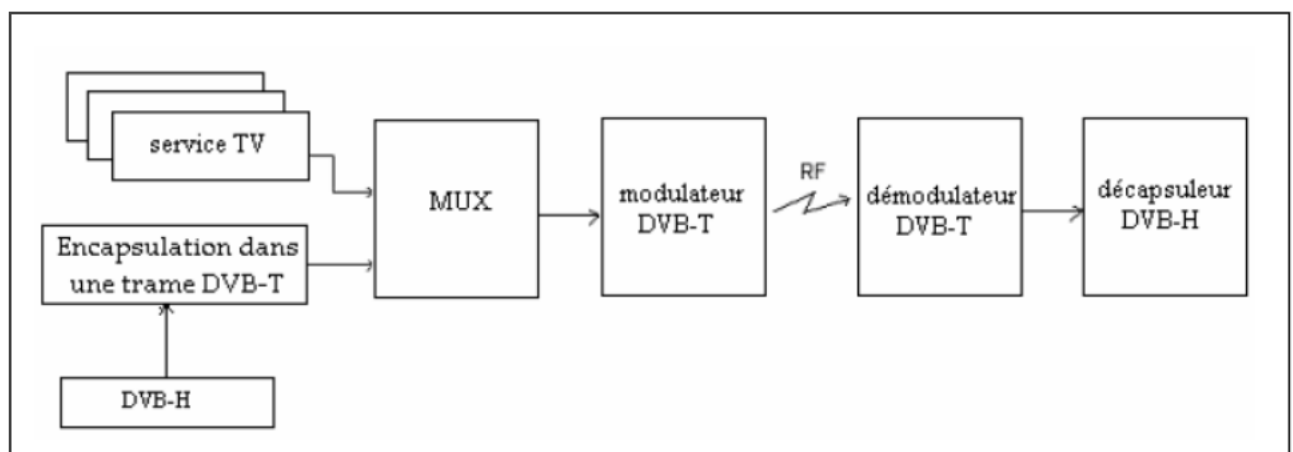 service TV
Encapsulation dans
une trame DVB-T
DVB-H
MUX
modulateur
DVB-T
RF
démodulateur
DVB-T
décapsuleur
DVB-H